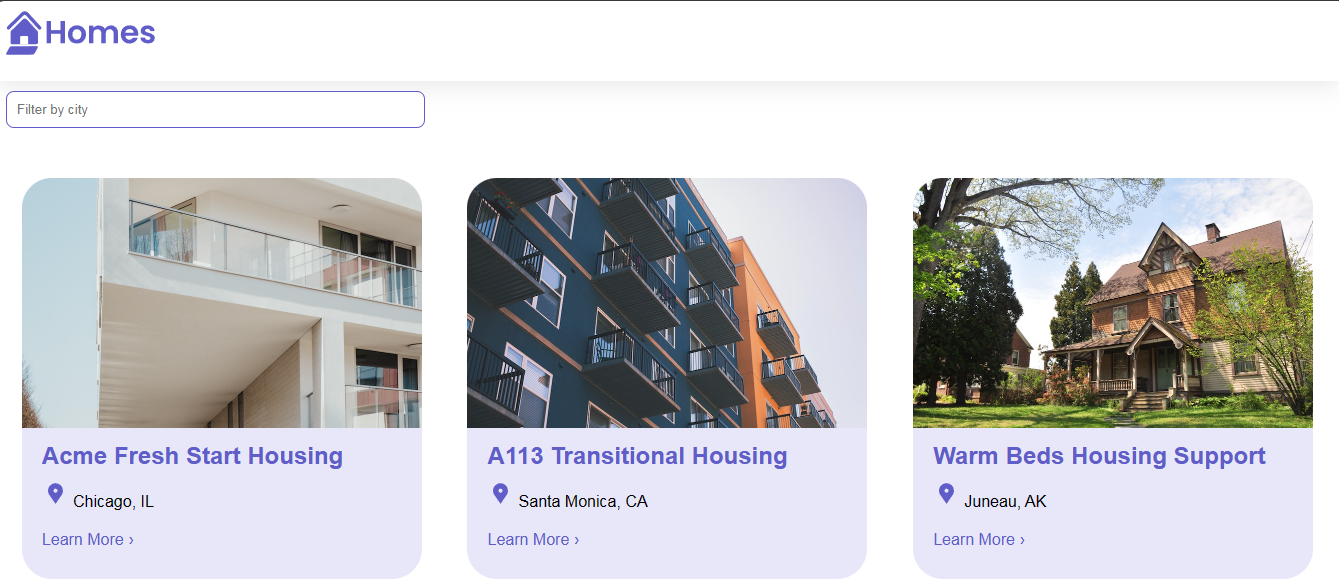 Homes
Filter by city
Acme Fresh Start Housing
Chicago, IL
Learn More ›
A113 Transitional Housing
Santa Monica, CA
Learn More ›
Warm Beds Housing Support
Juneau, AK
Learn More ›